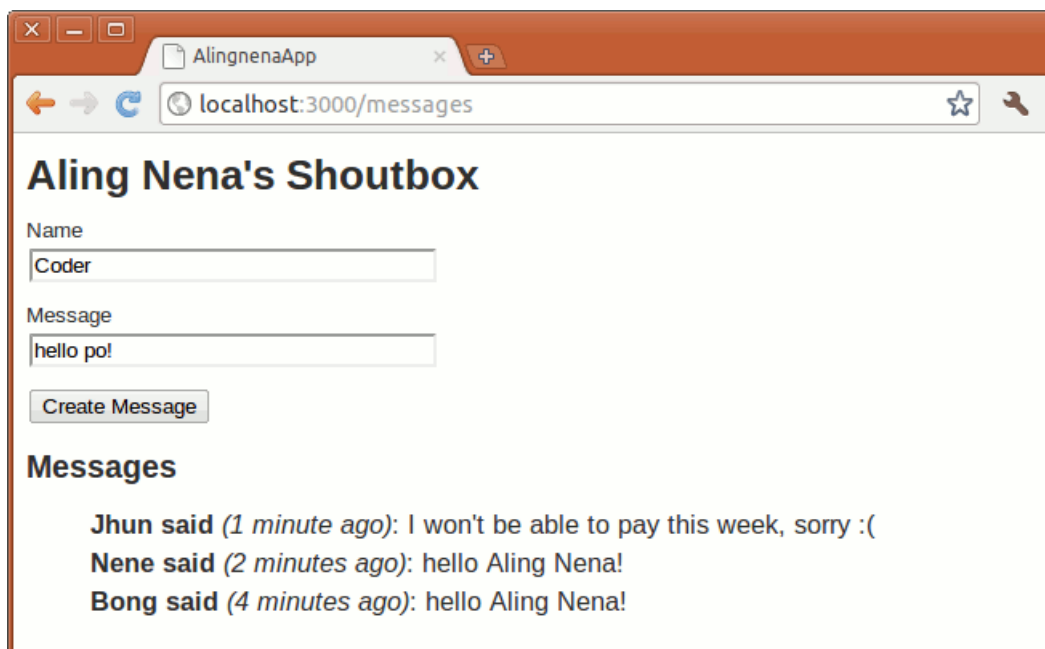 AlingnenaApp
localhost:3000/messages
Aling Nena's Shoutbox
Name
Coder
Message
hello po!
Create Message
Messages
Jhun said (1 minute ago): I won't be able to pay this week, sorry :(
Nene said (2 minutes ago): hello Aling Nena!
Bong said (4 minutes ago): hello Aling Nena!